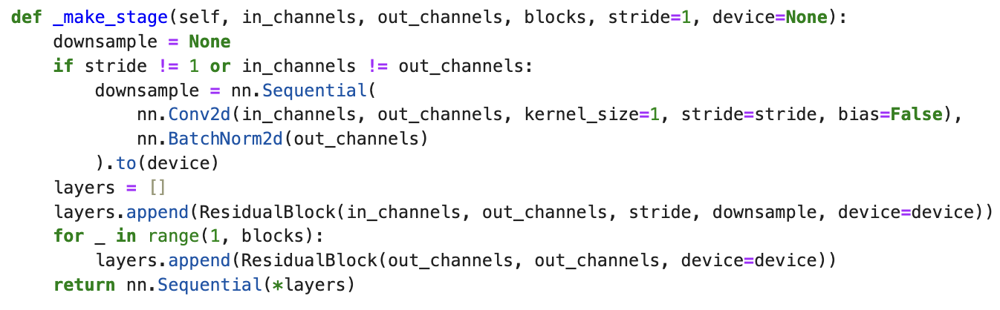 def _make_stage(self, in_channels, out_channels, blocks, stride=1, device=None):
    downsample = None
    if stride != 1 or in_channels != out_channels:
        downsample = nn.Sequential(
            nn.Conv2d(in_channels, out_channels, kernel_size=1, stride=stride, bias=False),
            nn.BatchNorm2d(out_channels)
        ).to(device)
    layers = []
    layers.append(ResidualBlock(in_channels, out_channels, stride, downsample, device=device))
    for _ in range(1, blocks):
        layers.append(ResidualBlock(out_channels, out_channels, device=device))
    return nn.Sequential(*layers)